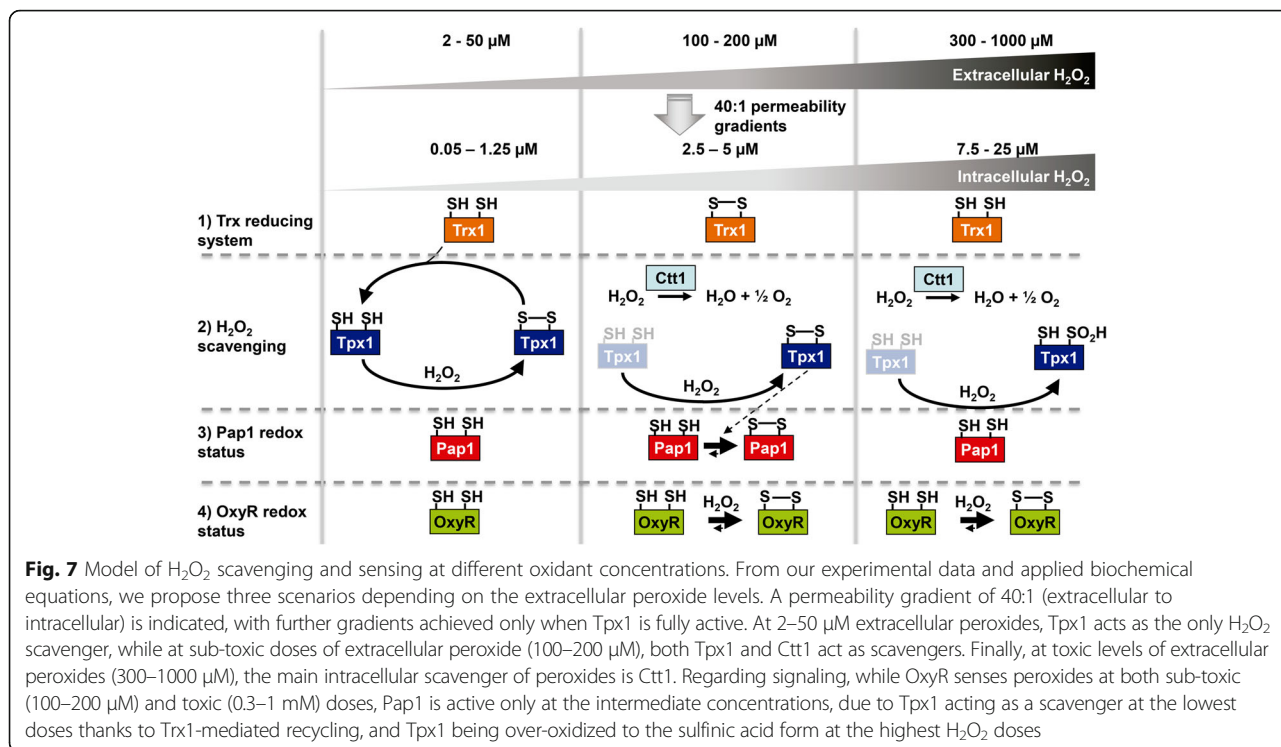 2 - 50 µM 100 - 200 µM 300 - 1000 µM
Extracellular H₂O₂
40:1 permeability
gradients
0.05 – 1.25 µM 2.5 – 5 µM 7.5 - 25 µM
Intracellular H₂O₂
SH SH S—S SH SH
1) Trx reducing
system
Trx1 Trx1 Trx1
Ctt1 Ctt1
H₂O₂ H₂O + ½ O₂ H₂O₂ H₂O + ½ O₂
2) H₂O₂
scavenging
SH SH S—S SH SH S—S SH SH SH SO₂H
Tpx1 Tpx1 Tpx1 Tpx1 Tpx1 Tpx1
H₂O₂ H₂O₂ H₂O₂
3) Pap1 redox
status
SH SH SH SH S—S SH SH
Pap1 Pap1 Pap1 Pap1
4) OxyR redox
status
SH SH SH SH H₂O₂ S—S SH SH H₂O₂ S—S
OxyR OxyR OxyR OxyR OxyR
Fig. 7 Model of H₂O₂ scavenging and sensing at different oxidant concentrations. From our experimental data and applied biochemical
equations, we propose three scenarios depending on the extracellular peroxide levels. A permeability gradient of 40:1 (extracellular to
intracellular) is indicated, with further gradients achieved only when Tpx1 is fully active. At 2–50 µM extracellular peroxides, Tpx1 acts as the only H₂O₂
scavenger, while at sub-toxic doses of extracellular peroxide (100–200 µM), both Tpx1 and Ctt1 act as scavengers. Finally, at toxic levels of extracellular
peroxides (300–1000 µM), the main intracellular scavenger of peroxides is Ctt1. Regarding signaling, while OxyR senses peroxides at both sub-toxic
(100–200 µM) and toxic (0.3–1 mM) doses, Pap1 is active only at the intermediate concentrations, due to Tpx1 acting as a scavenger at the lowest
doses thanks to Trx1-mediated recycling, and Tpx1 being over-oxidized to the sulfinic acid form at the highest H₂O₂ doses